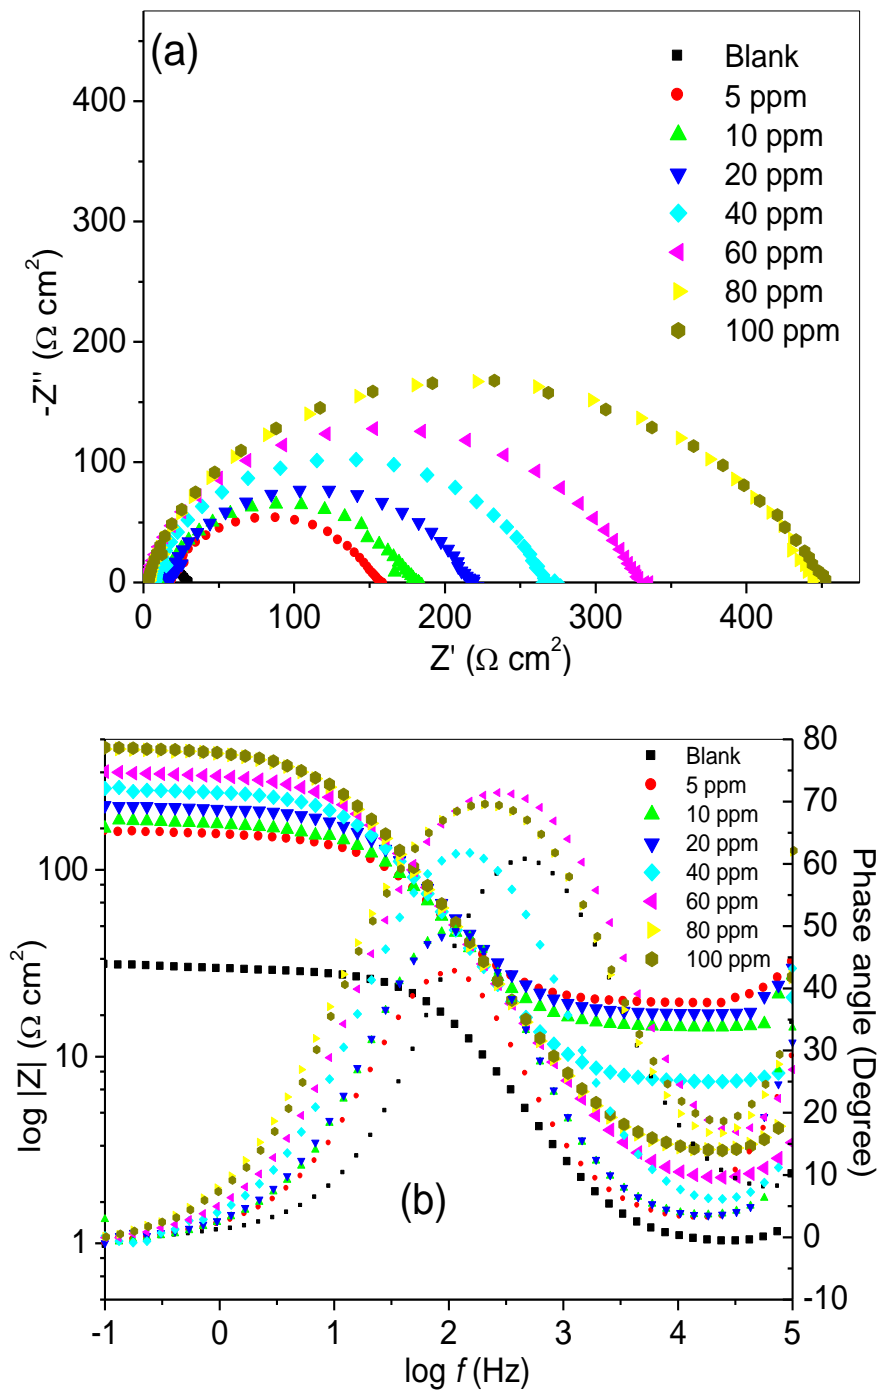 (a)
Blank
5 ppm
10 ppm
20 ppm
40 ppm
60 ppm
80 ppm
100 ppm
400
300
200
100
0
-Z'' (Ω cm²)
0 100 200 300 400
Z' (Ω cm²)
(b)
Blank
5 ppm
10 ppm
20 ppm
40 ppm
60 ppm
80 ppm
100 ppm
100
10
1
log |Z| (Ω cm²)
80
70
60
50
40
30
20
10
0
-10
Phase angle (Degree)
-1 0 1 2 3 4 5
log f (Hz)